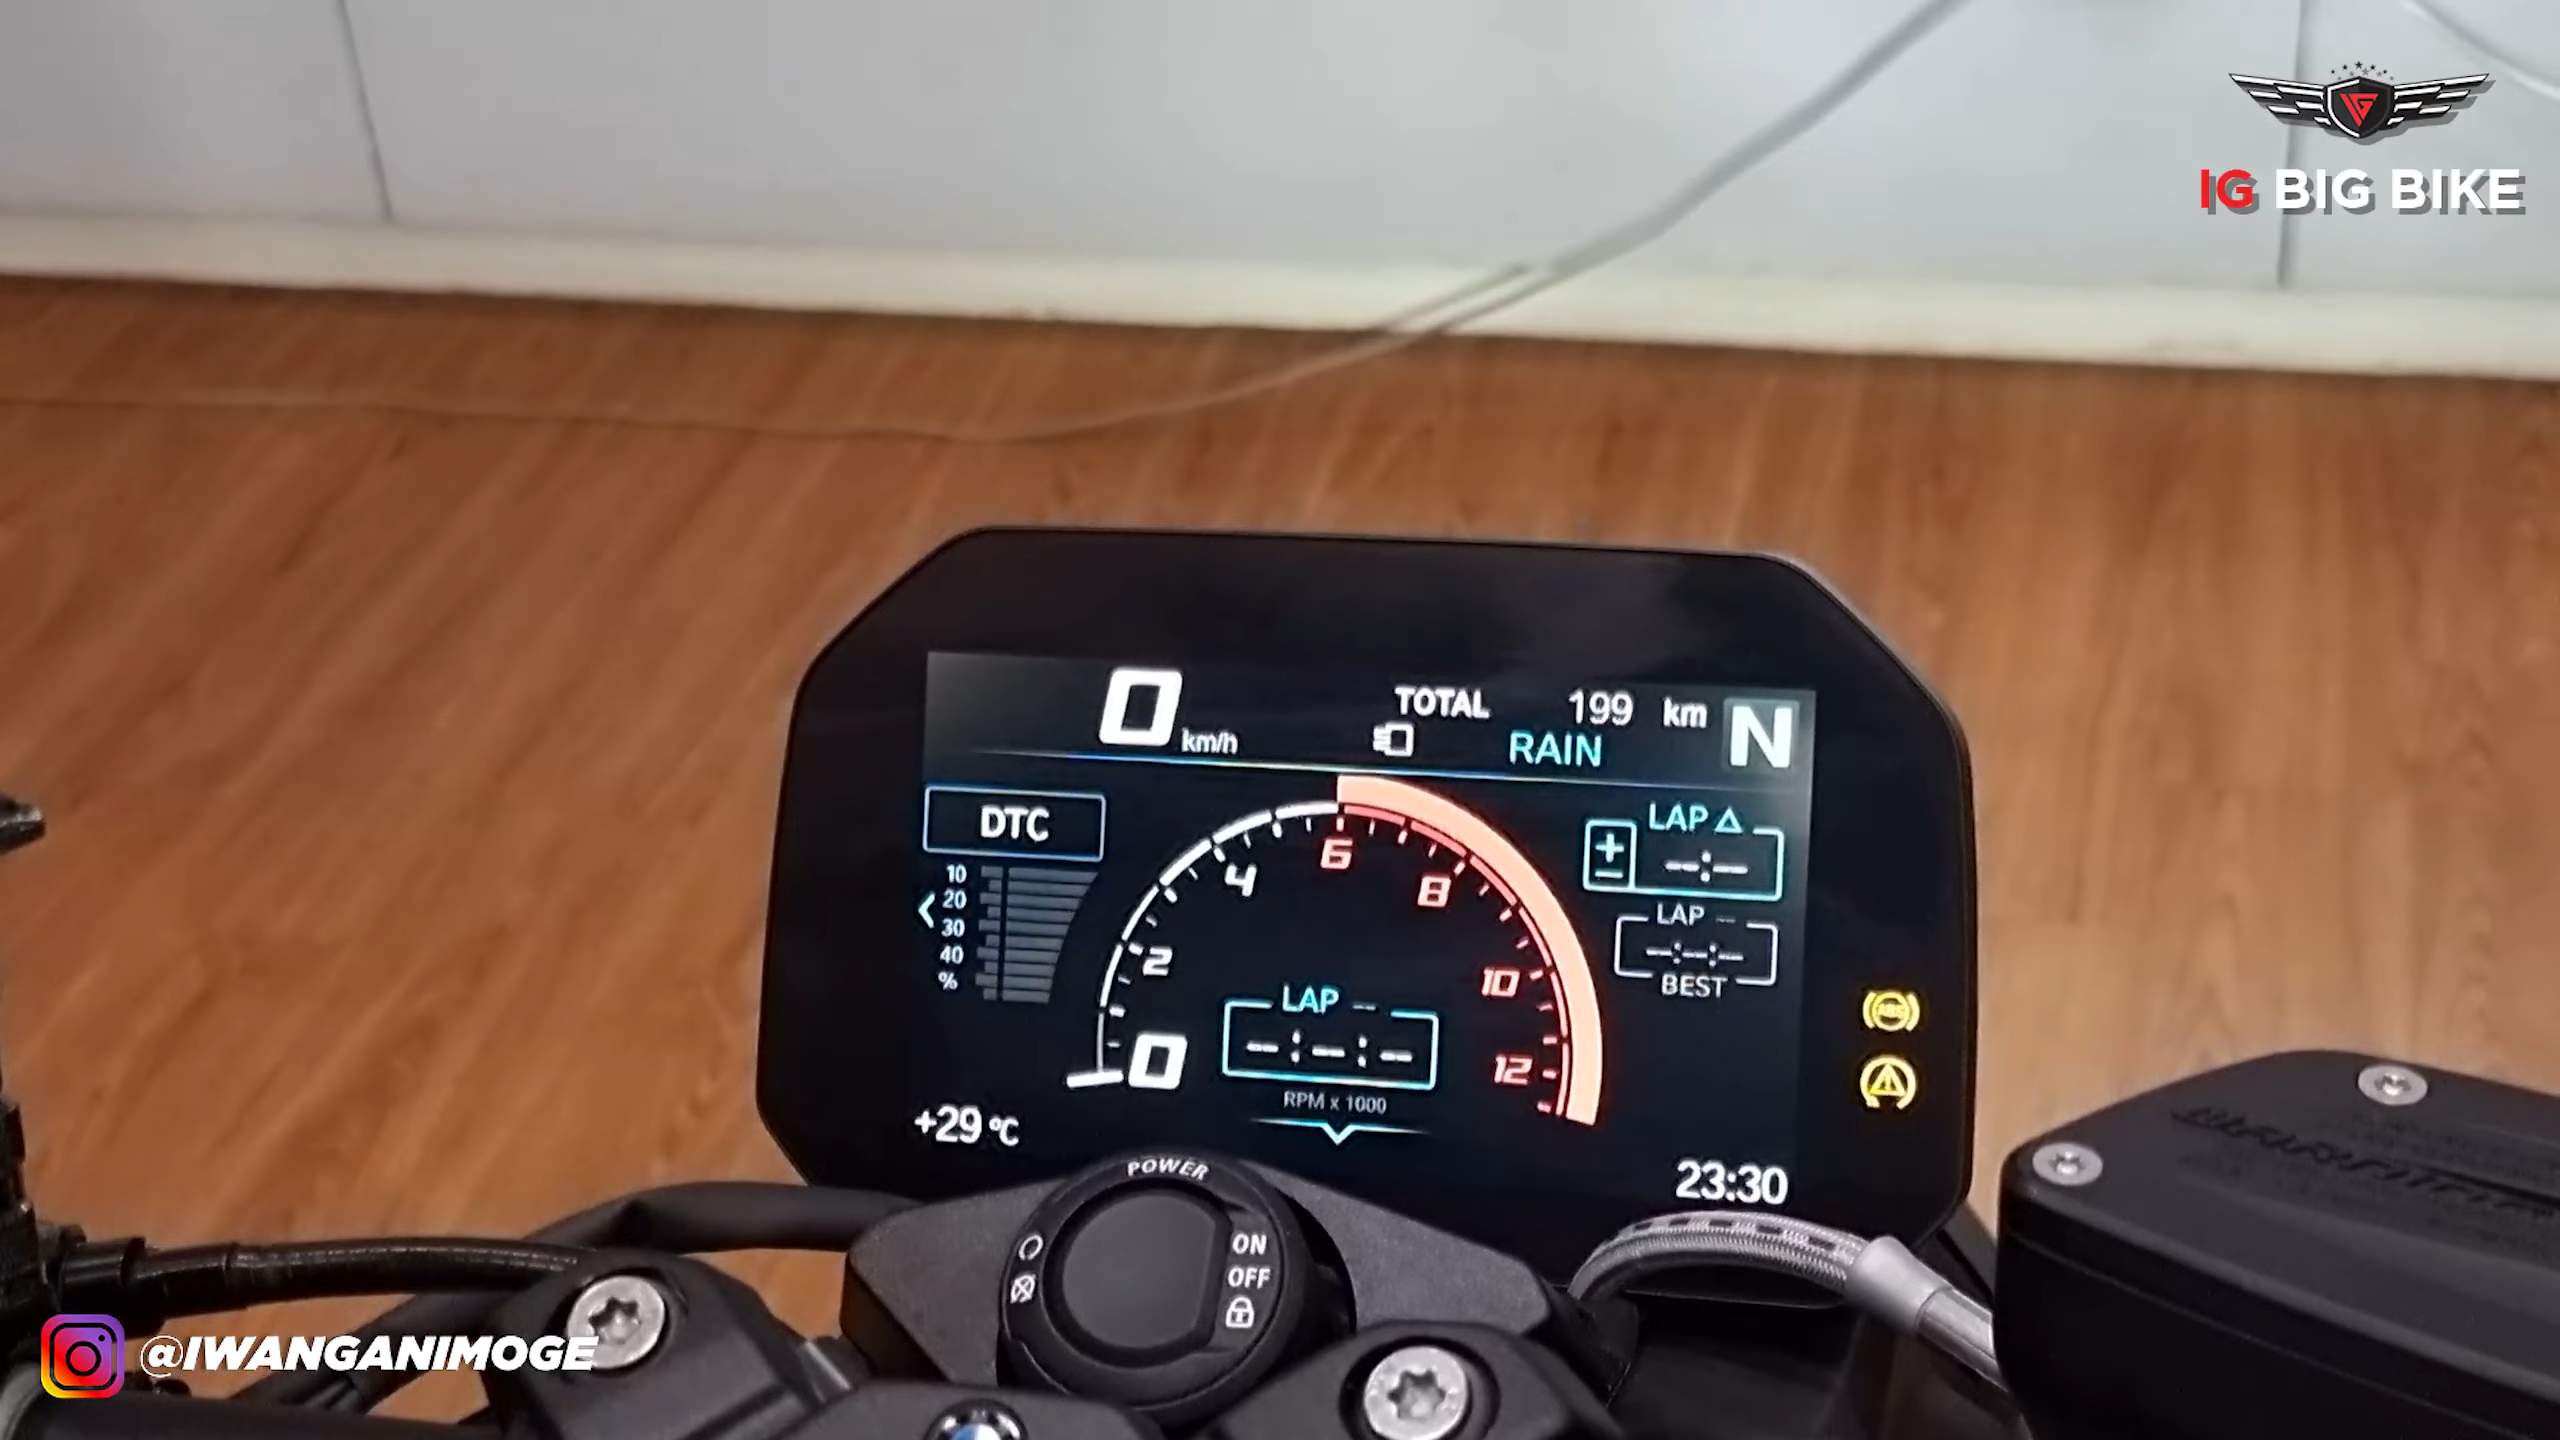 IG BIG BIKE
0 km/h
TOTAL 199 km
RAIN
N
DTC
10
20
30
40
%
0
2
4
6
8
10
12
LAP △
+
−
--:--
LAP --
--:--:--
BEST
LAP --
--:--:--
RPM x 1000
+29 °C
23:30
ABS
POWER
ON
OFF
@IWANGANIMOGE